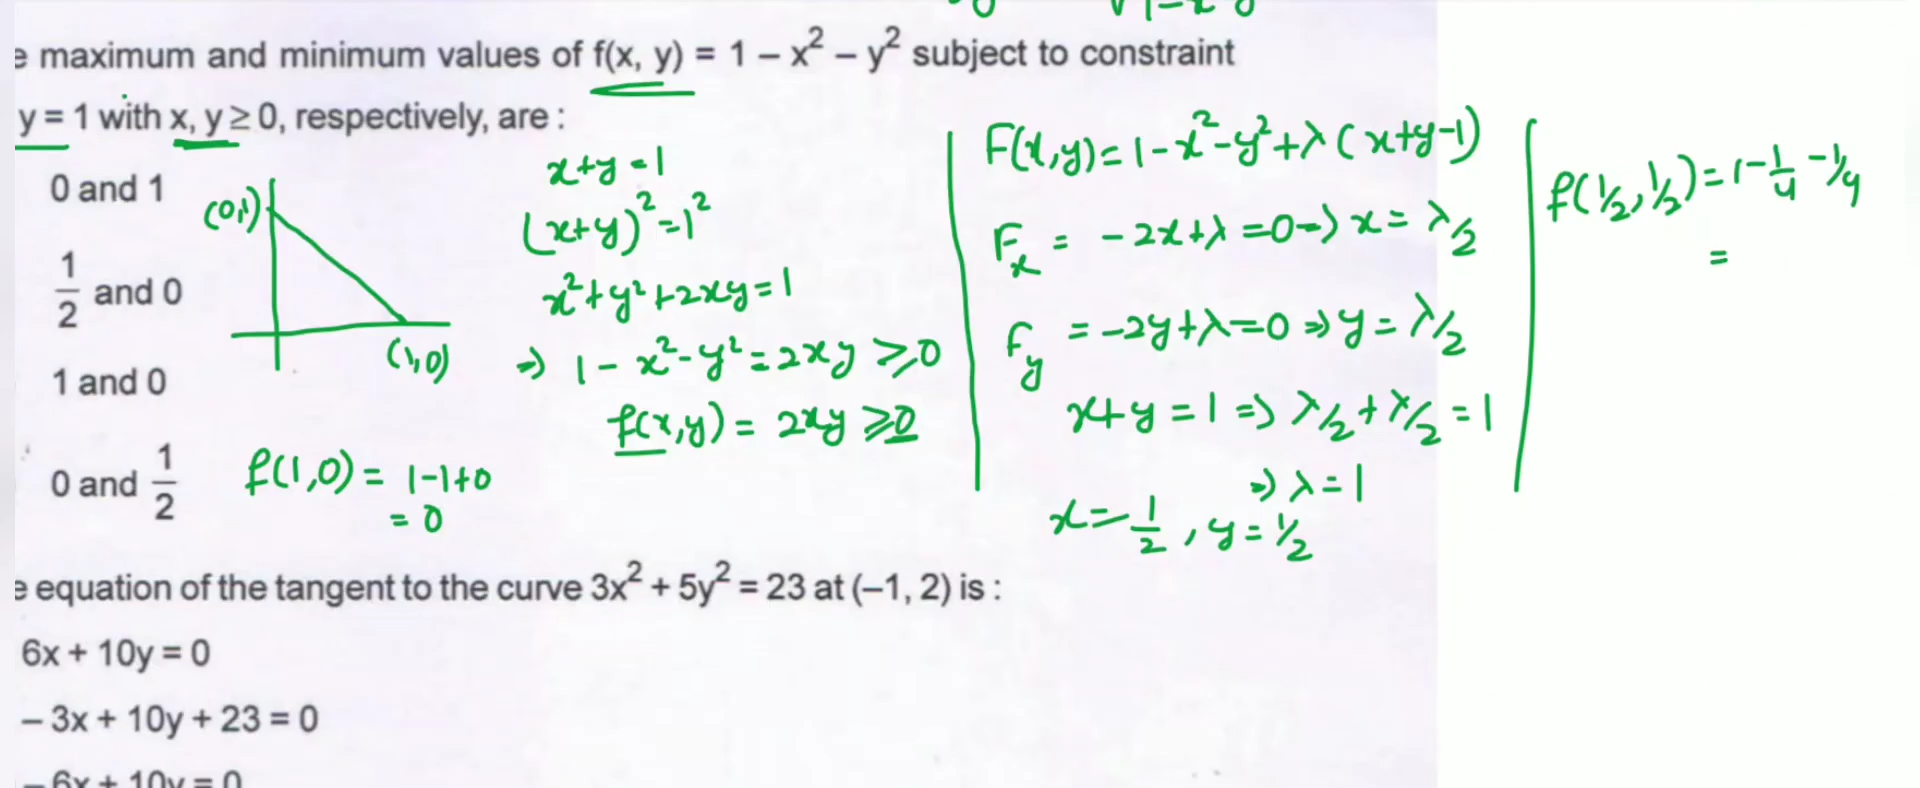 maximum and minimum values of f(x, y) = 1 – x² – y² subject to constraint
y = 1 with x, y ≥ 0, respectively, are :
0 and 1
1/2 and 0
1 and 0
0 and 1/2
(0,1)
(1,0)
f(1,0) = 1-1+0
= 0
x+y = 1
(x+y)² = 1²
x²+y²+2xy = 1
⇒ 1 - x² - y² = 2xy ≥ 0
f(x,y) = 2xy ≥ 0
F(x,y) = 1 - x² - y² + λ(x+y-1)
Fx = -2x+λ = 0 ⇒ x = λ/2
Fy = -2y+λ = 0 ⇒ y = λ/2
x+y = 1 ⇒ λ/2 + λ/2 = 1
⇒ λ = 1
x = 1/2 , y = 1/2
f(1/2, 1/2) = 1 - 1/4 - 1/4
=
equation of the tangent to the curve 3x² + 5y² = 23 at (–1, 2) is :
6x + 10y = 0
– 3x + 10y + 23 = 0
– 6x + 10y = 0